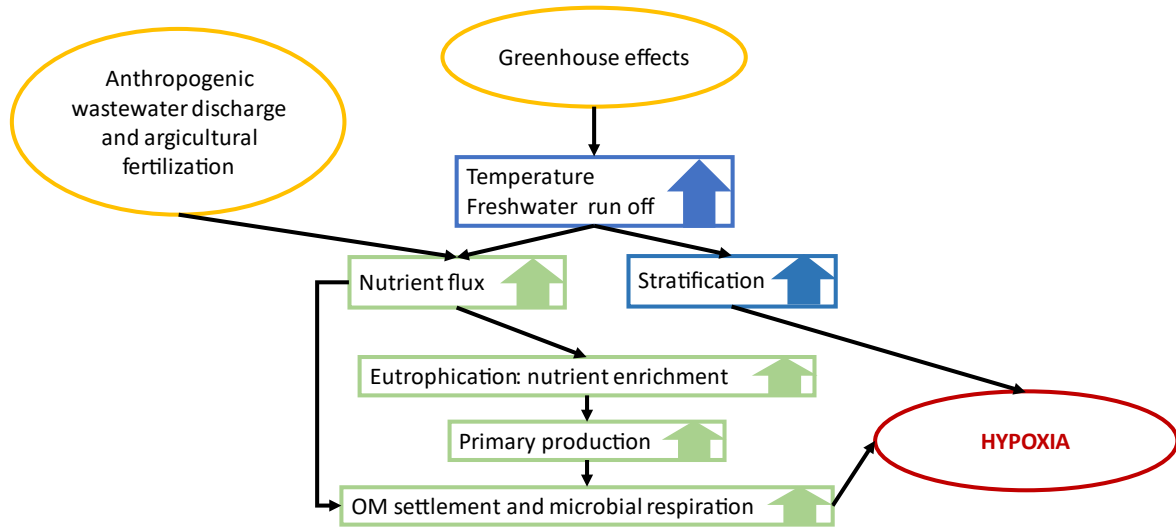 Greenhouse effects
Anthropogenic
wastewater discharge
and argicultural
fertilization
Temperature
Freshwater run off
Nutrient flux
Stratification
Eutrophication: nutrient enrichment
Primary production
HYPOXIA
OM settlement and microbial respiration